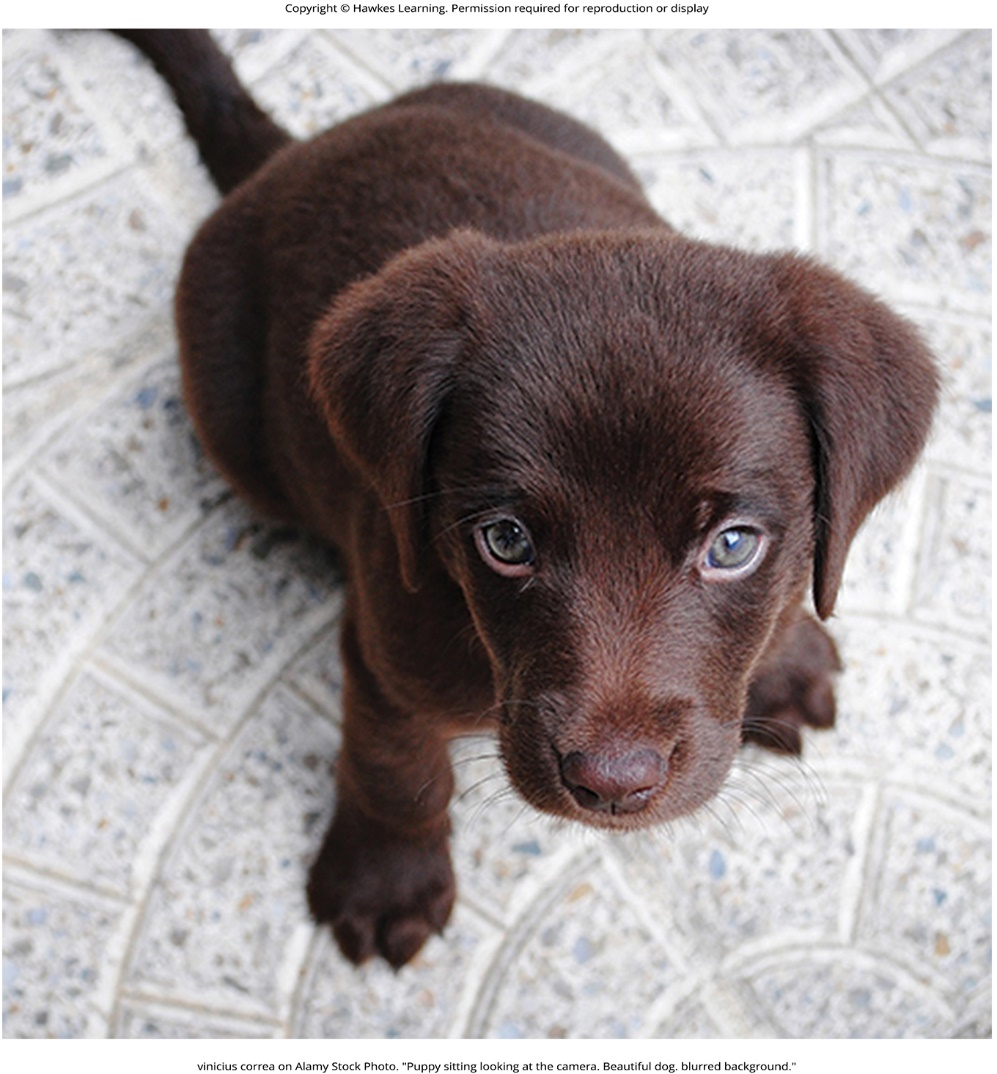 Copyright © Hawkes Learning. Permission required for reproduction or display
vinicius correa on Alamy Stock Photo. "Puppy sitting looking at the camera. Beautiful dog. blurred background."